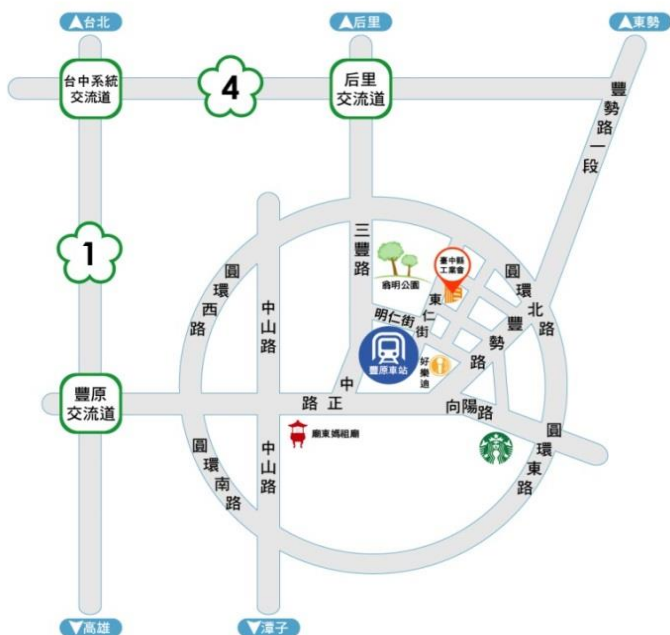 ▲台北
▲后里
▲東勢
台中系統
交流道
4
后里
交流道
豐勢路一段
1
三豐路
臺中縣
工業會
翁明公園
圓環西路
中山路
東仁街
明仁街
圓環北路
豐勢路
豐原車站
好樂迪
豐原
交流道
中正路
向陽路
廟東媽祖廟
圓環東路
圓環南路
中山路
▼高雄
▼潭子